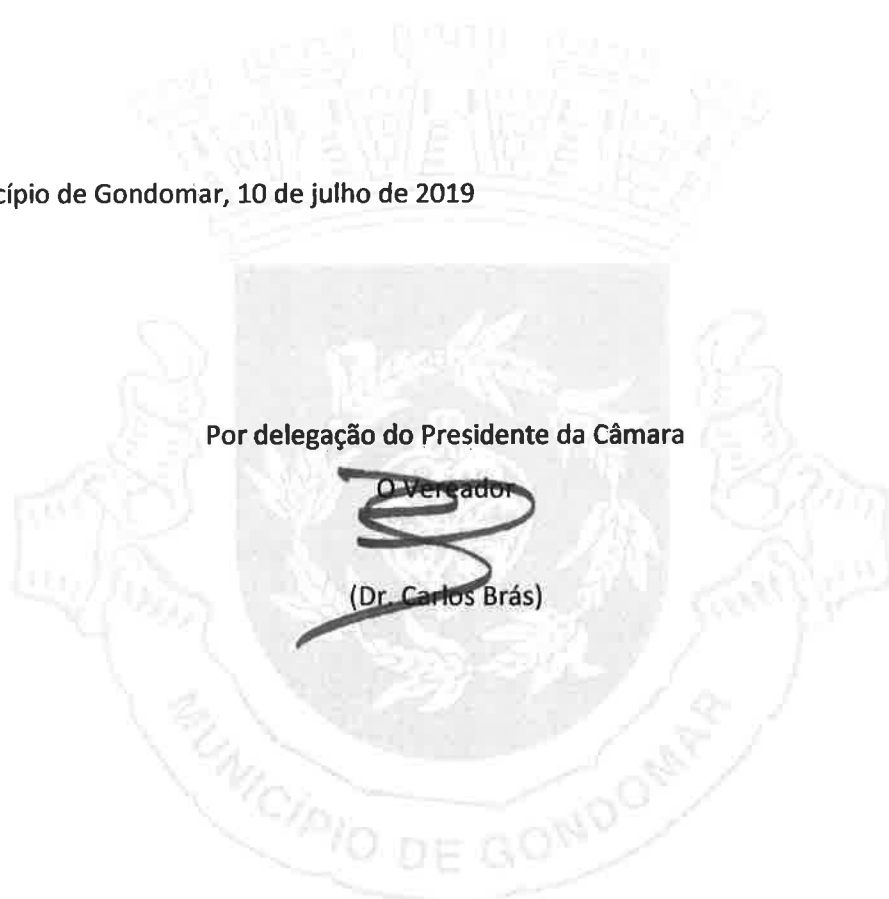 cípio de Gondomar, 10 de julho de 2019
Por delegação do Presidente da Câmara
O Vereador
(Dr. Carlos Brás)
MUNICÍPIO DE GONDOMAR